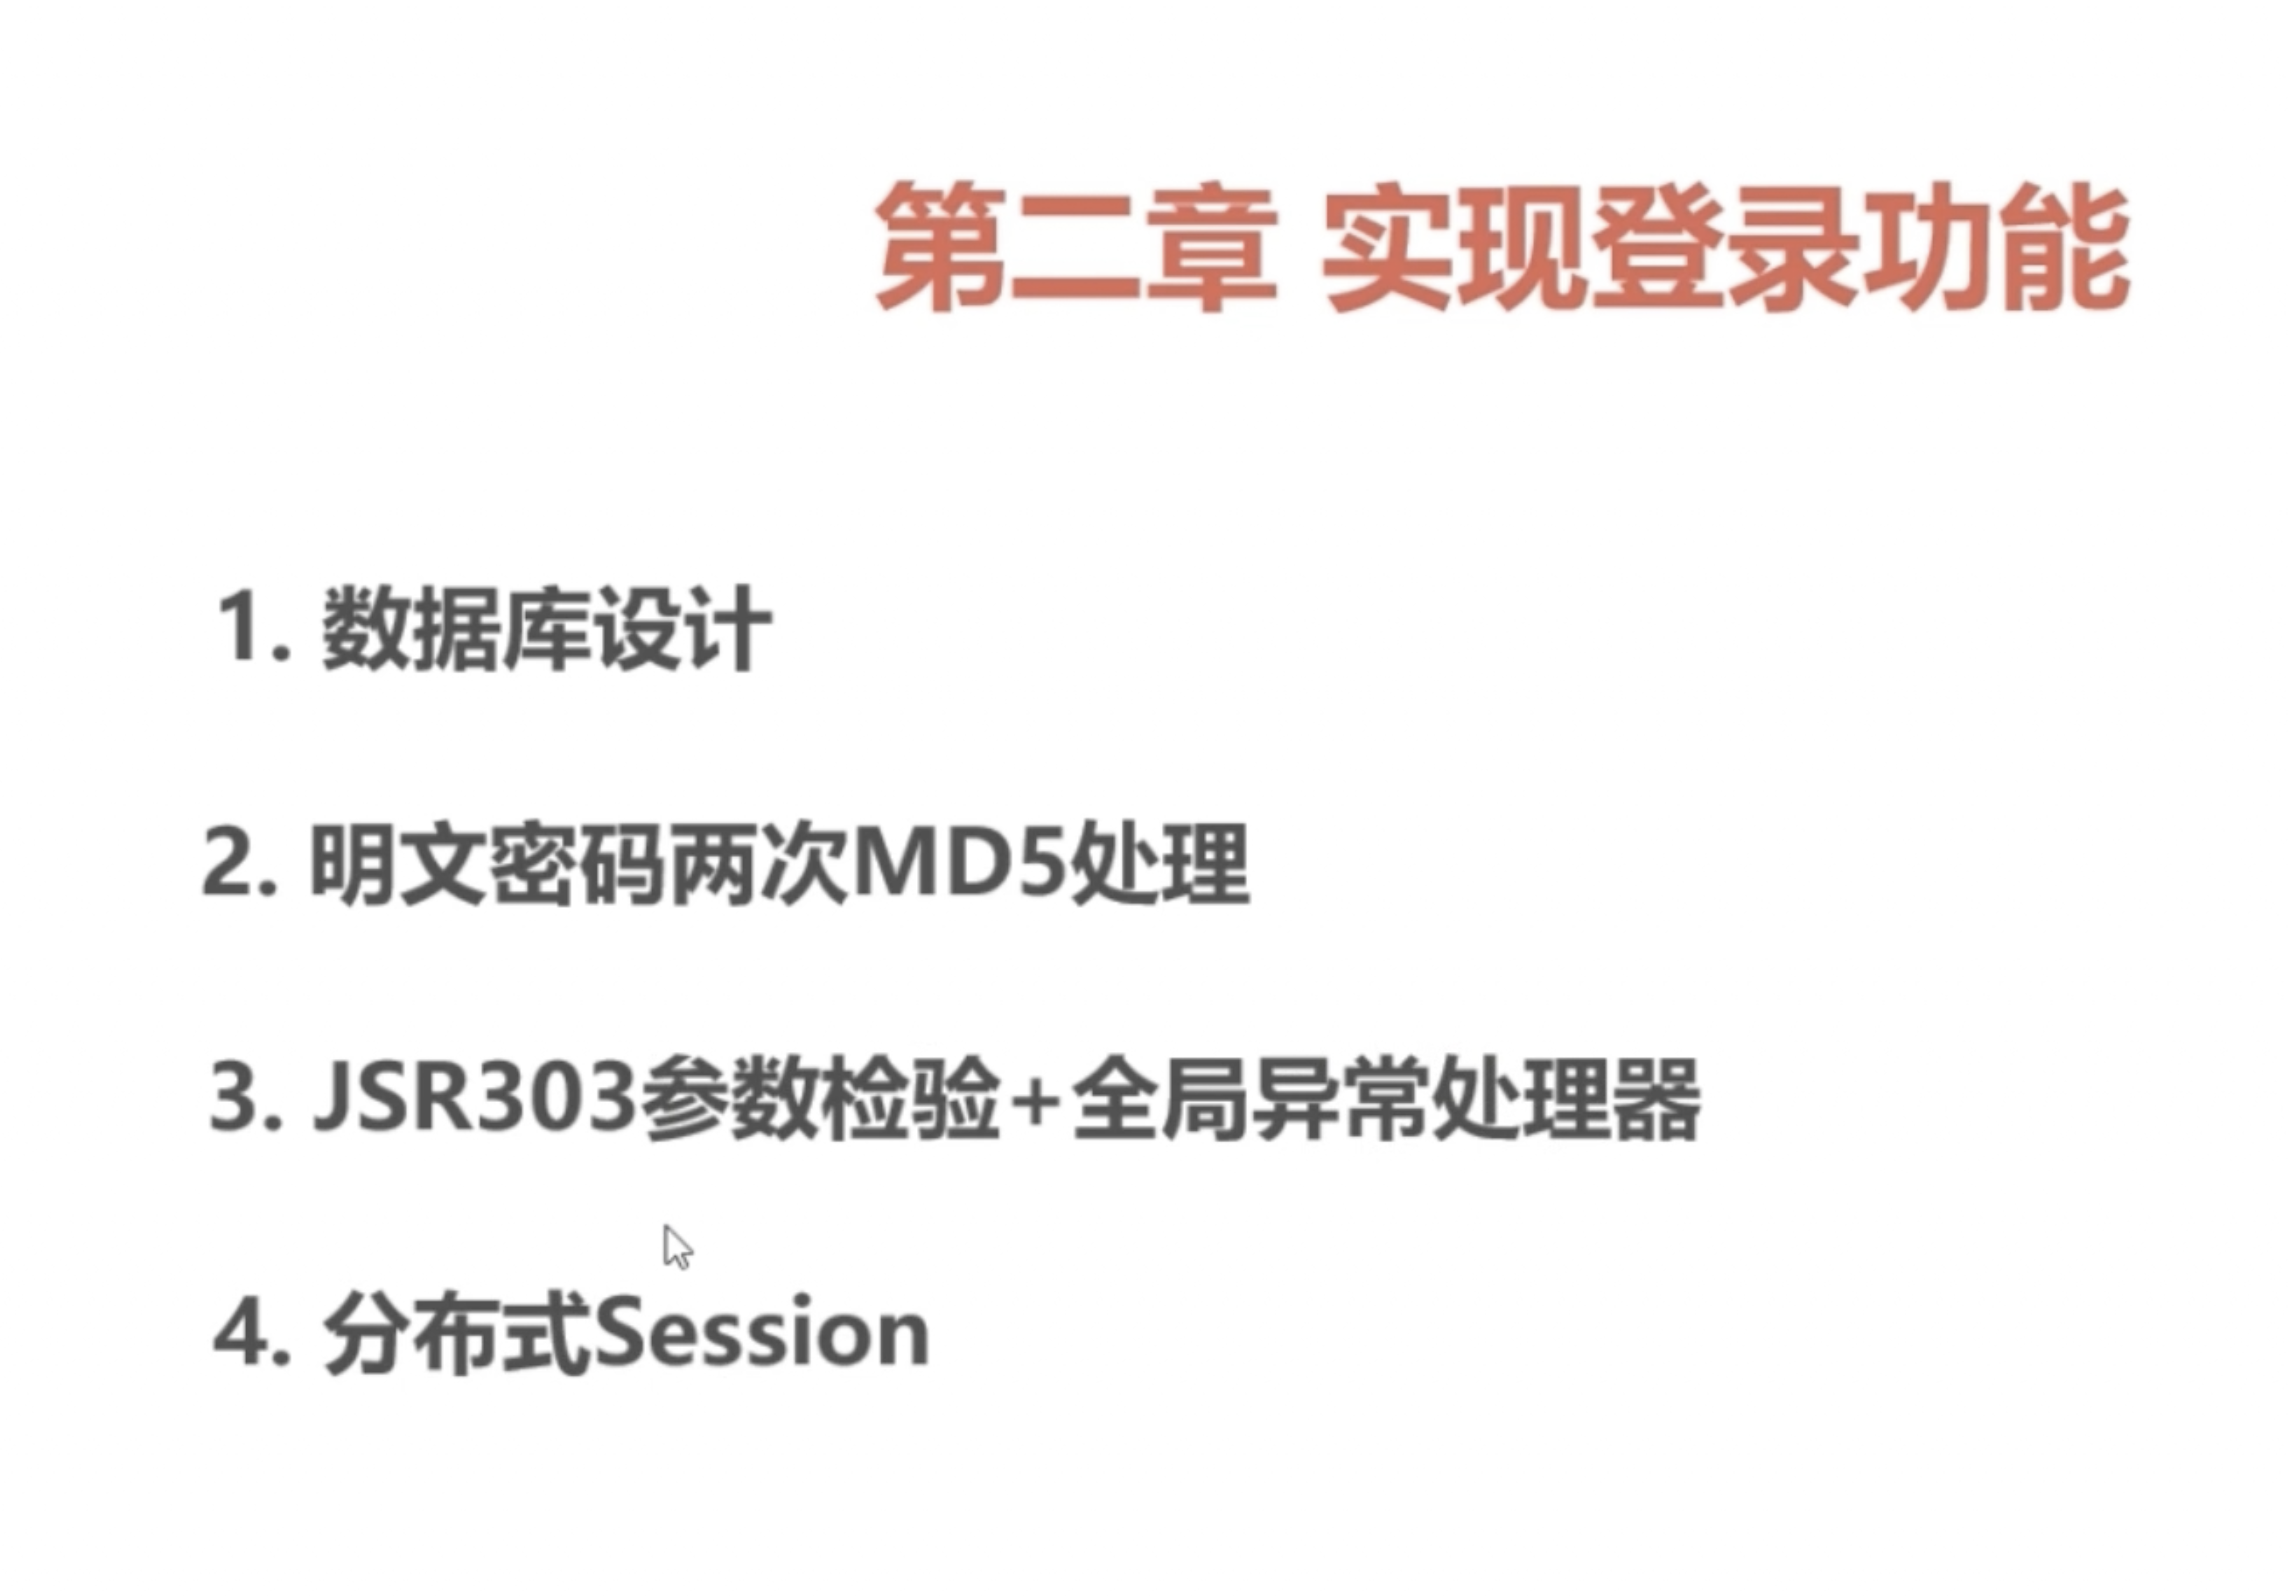 第二章 实现登录功能
1. 数据库设计
2. 明文密码两次MD5处理
3. JSR303参数检验+全局异常处理器
4. 分布式Session